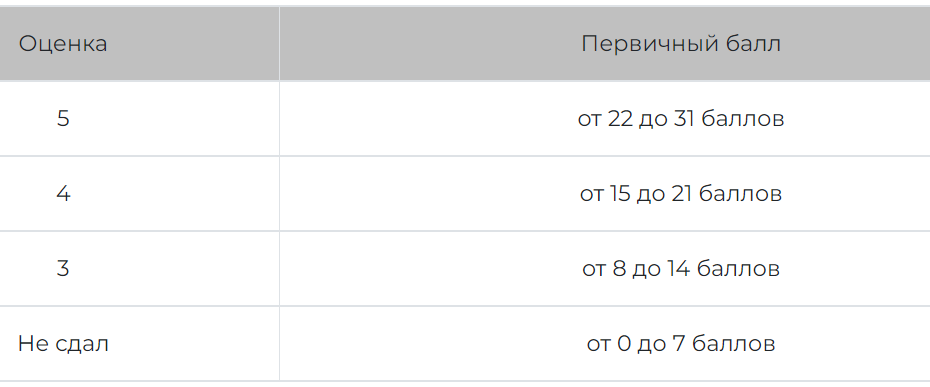 Оценка Первичный балл
5 от 22 до 31 баллов
4 от 15 до 21 баллов
3 от 8 до 14 баллов
Не сдал от 0 до 7 баллов